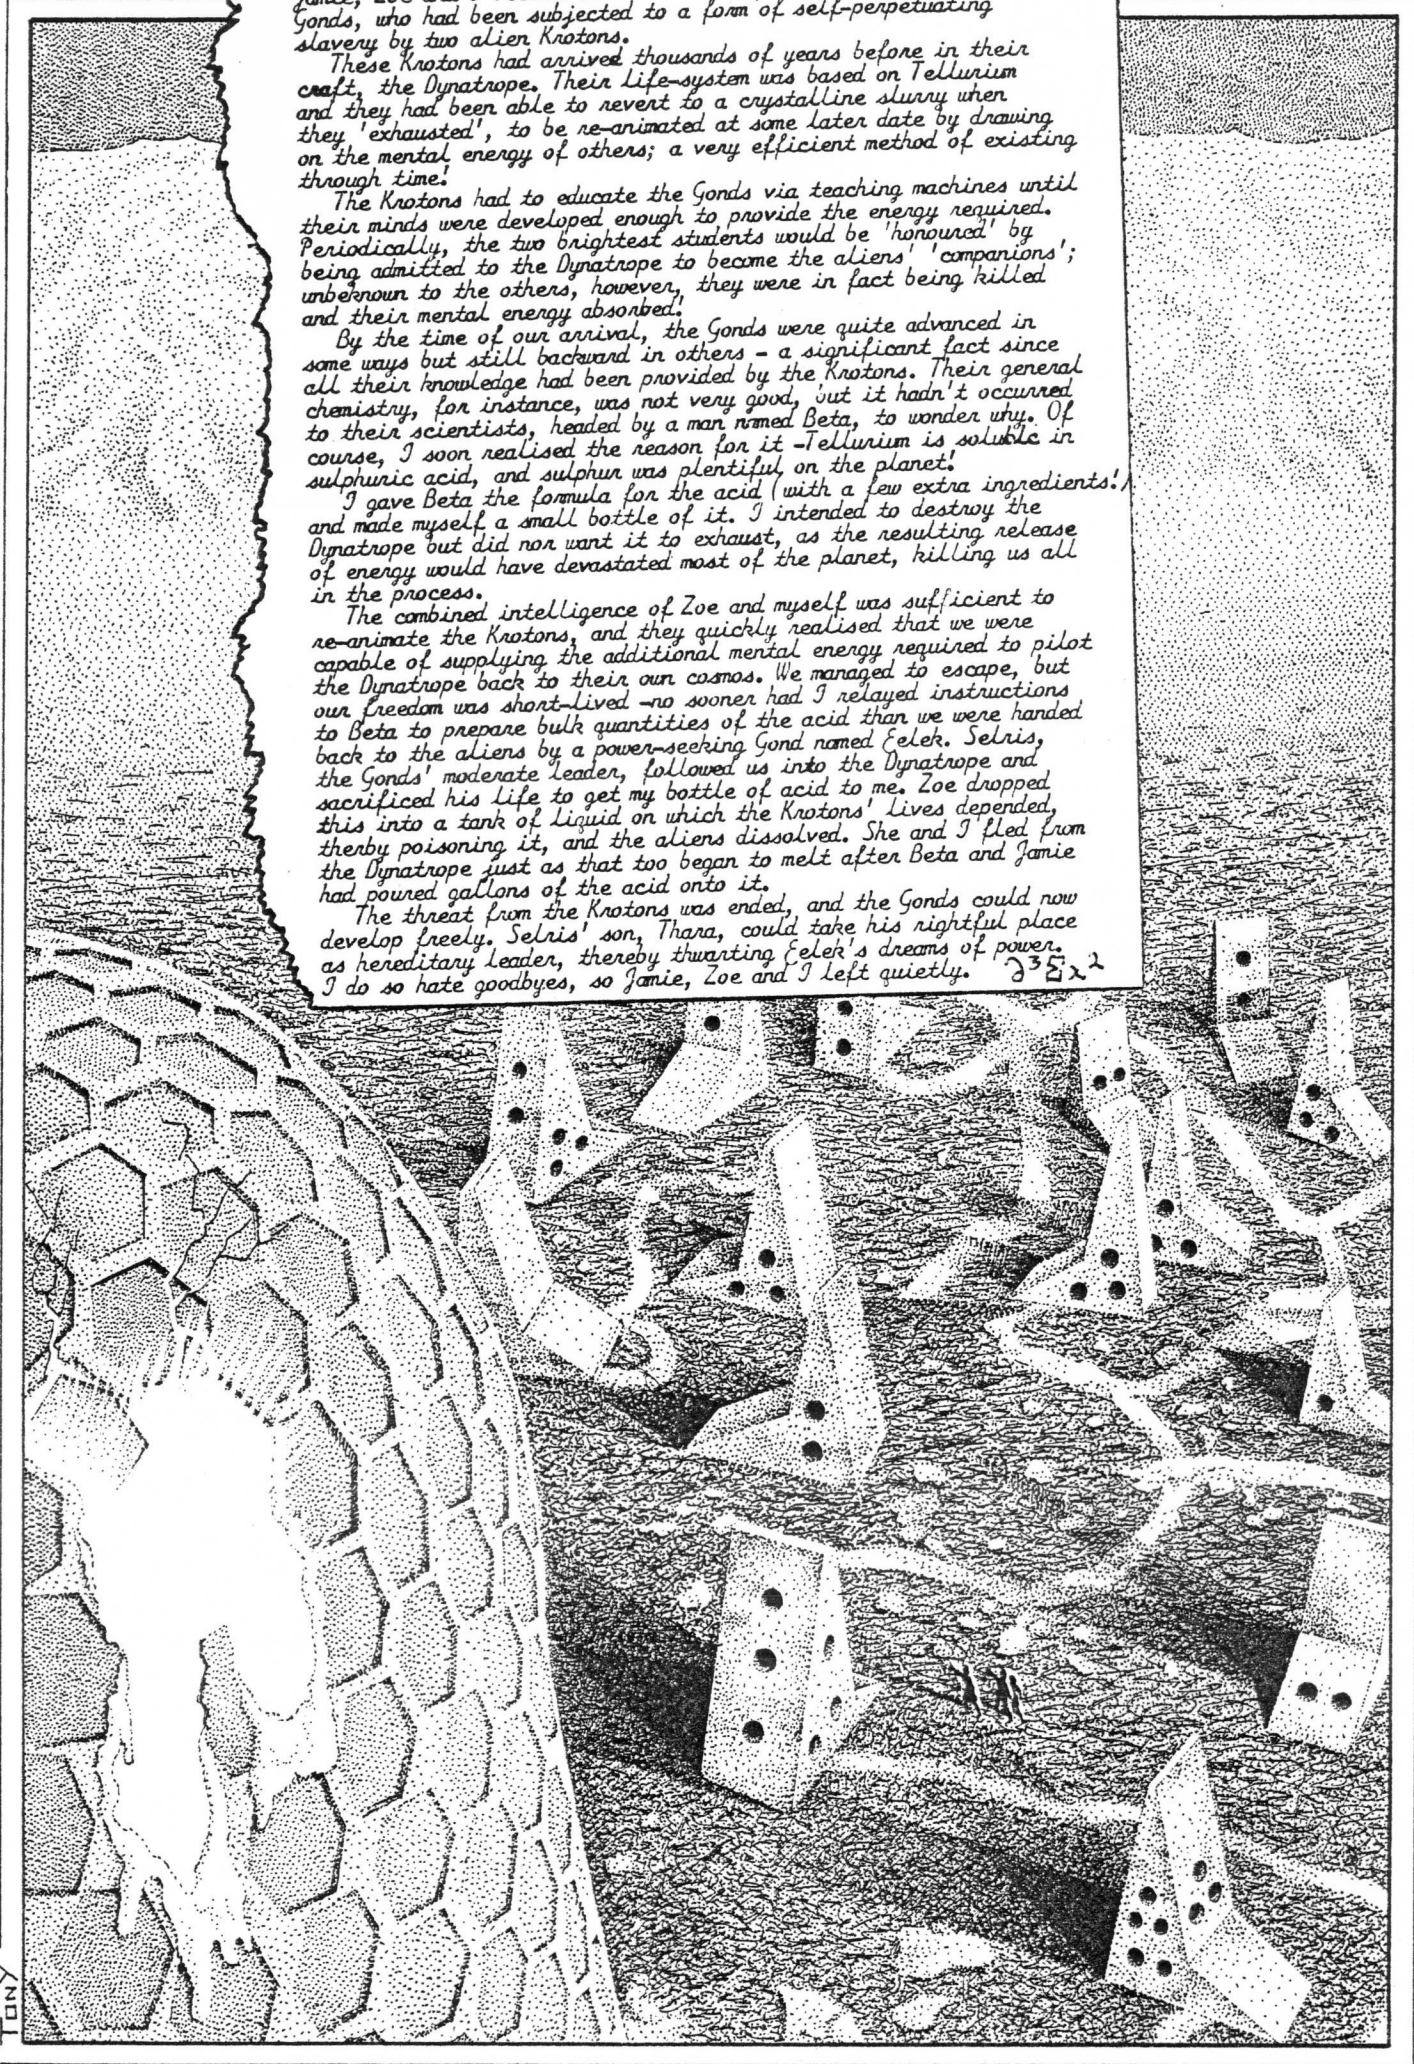 Gonds, who had been subjected to a form of self-perpetuating
slavery by two alien Krotons.
These Krotons had arrived thousands of years before in their
craft, the Dynatrope. Their life-system was based on Tellurium
and they had been able to revert to a crystalline slurry when
they 'exhausted', to be re-animated at some later date by drawing
on the mental energy of others; a very efficient method of existing
through time!
The Krotons had to educate the Gonds via teaching machines until
their minds were developed enough to provide the energy required.
Periodically, the two brightest students would be 'honoured' by
being admitted to the Dynatrope to become the aliens' 'companions';
unbeknown to the others, however, they were in fact being killed
and their mental energy absorbed!
By the time of our arrival, the Gonds were quite advanced in
some ways but still backward in others - a significant fact since
all their knowledge had been provided by the Krotons. Their general
chemistry, for instance, was not very good, but it hadn't occurred
to their scientists, headed by a man named Beta, to wonder why. Of
course, I soon realised the reason for it - Tellurium is soluble in
sulphuric acid, and sulphur was plentiful on the planet!
I gave Beta the formula for the acid (with a few extra ingredients!)
and made myself a small bottle of it. I intended to destroy the
Dynatrope but did nor want it to exhaust, as the resulting release
of energy would have devastated most of the planet, killing us all
in the process.
The combined intelligence of Zoe and myself was sufficient to
re-animate the Krotons, and they quickly realised that we were
capable of supplying the additional mental energy required to pilot
the Dynatrope back to their own cosmos. We managed to escape, but
our freedom was short-lived - no sooner had I relayed instructions
to Beta to prepare bulk quantities of the acid than we were handed
back to the aliens by a power-seeking Gond named Eelek. Selris,
the Gonds' moderate leader, followed us into the Dynatrope and
sacrificed his life to get my bottle of acid to me. Zoe dropped
this into a tank of liquid on which the Krotons' lives depended,
therby poisoning it, and the aliens dissolved. She and I fled from
the Dynatrope just as that too began to melt after Beta and Jamie
had poured gallons of the acid onto it.
The threat from the Krotons was ended, and the Gonds could now
develop freely. Selris' son, Thara, could take his rightful place
as hereditary leader, thereby thwarting Eelek's dreams of power.
I do so hate goodbyes, so Jamie, Zoe and I left quietly. ∂³Σx²
TONY